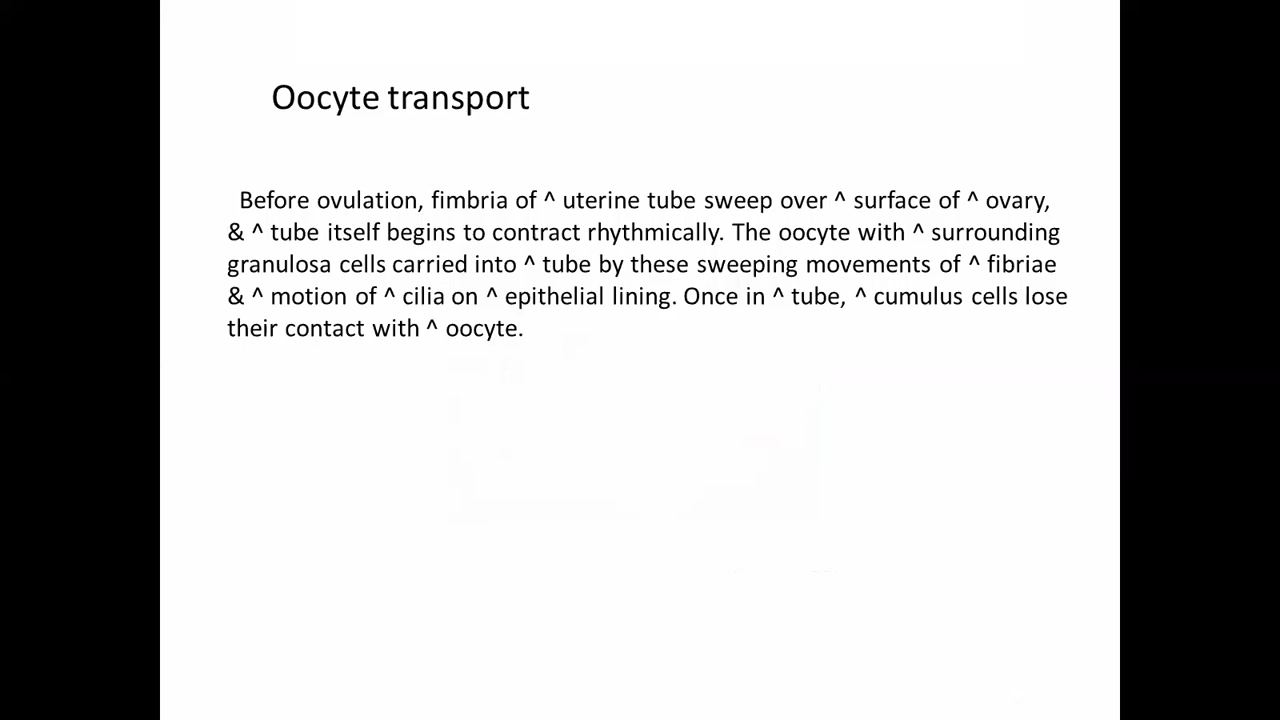 Oocyte transport
Before ovulation, fimbria of ^ uterine tube sweep over ^ surface of ^ ovary,
& ^ tube itself begins to contract rhythmically. The oocyte with ^ surrounding
granulosa cells carried into ^ tube by these sweeping movements of ^ fibriae
& ^ motion of ^ cilia on ^ epithelial lining. Once in ^ tube, ^ cumulus cells lose
their contact with ^ oocyte.